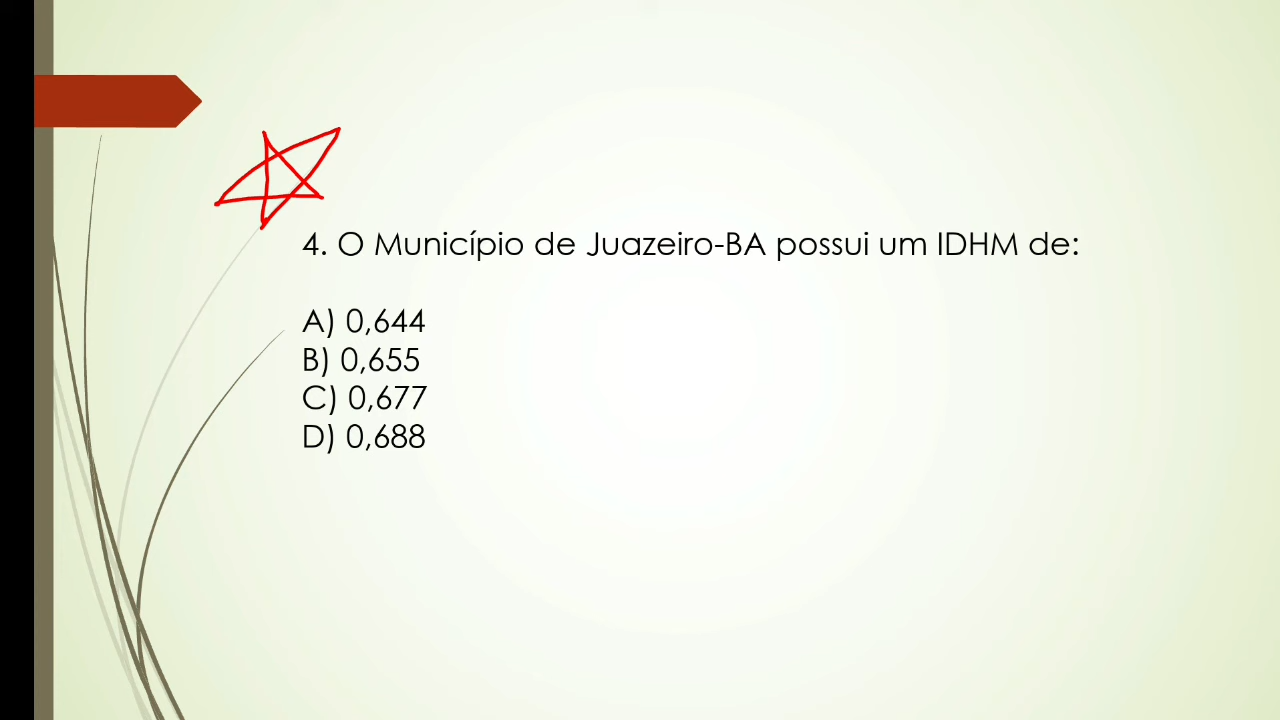 4. O Município de Juazeiro-BA possui um IDHM de:
A) 0,644
B) 0,655
C) 0,677
D) 0,688